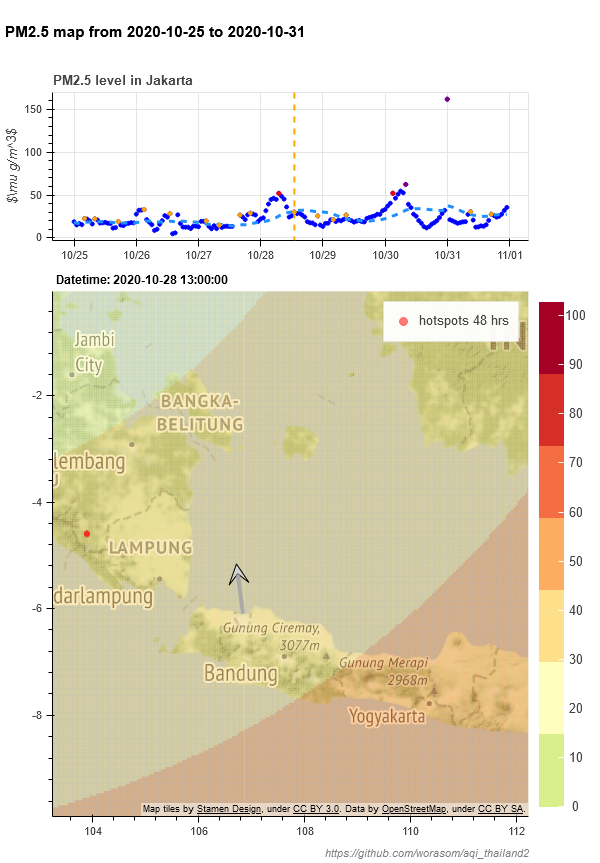 PM2.5 map from 2020-10-25 to 2020-10-31
PM2.5 level in Jakarta
150
100
50
0
$\mu g/m^3$
10/25 10/26 10/27 10/28 10/29 10/30 10/31 11/01
Datetime: 2020-10-28 13:00:00
hotspots 48 hrs
IN
Jambi
City
BANGKA-
BELITUNG
lembang
LAMPUNG
darlampung
Gunung Ciremay,
3077m
Bandung
Gunung Merapi
2968m
Yogyakarta
-2
-4
-6
-8
104 106 108 110 112
100
90
80
70
60
50
40
30
20
10
0
Map tiles by Stamen Design, under CC BY 3.0. Data by OpenStreetMap, under CC BY SA.
https://github.com/worasom/aqi_thailand2